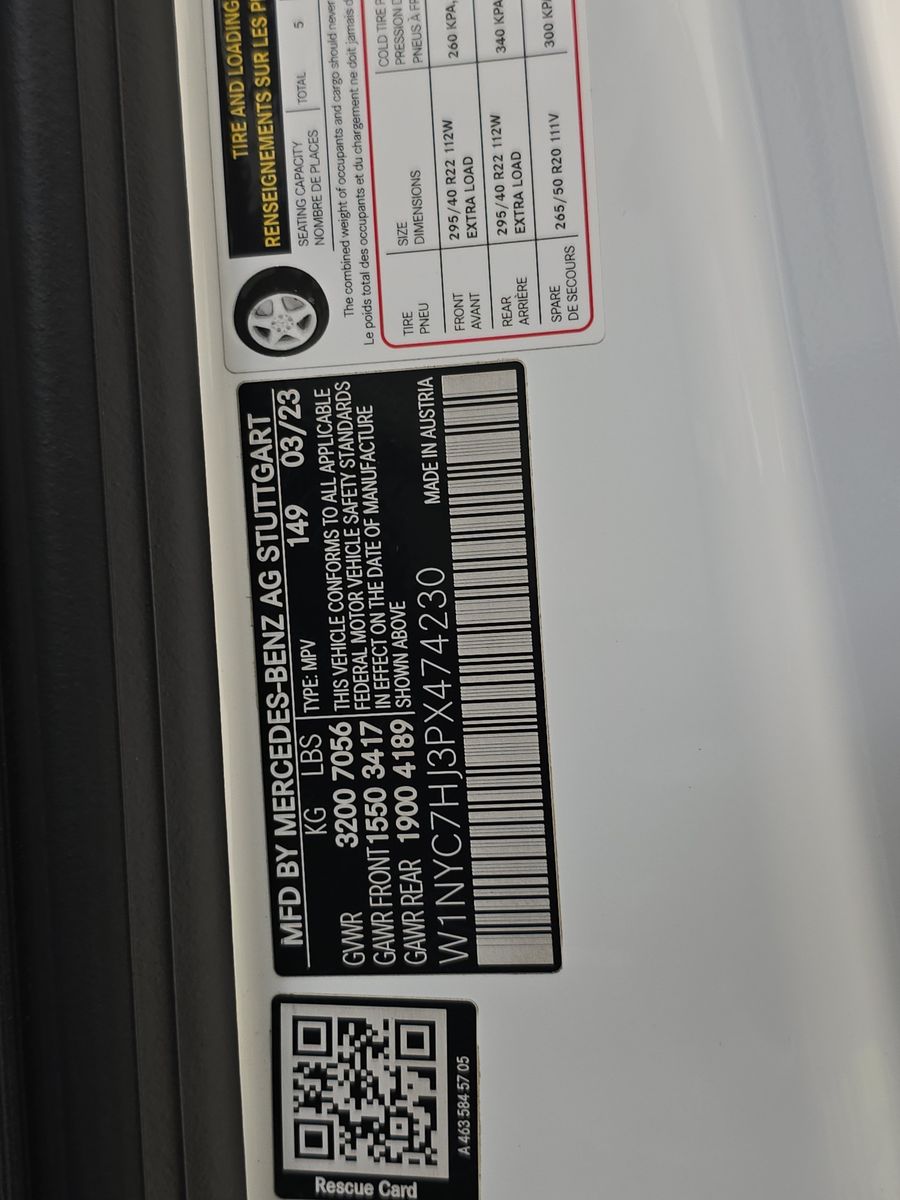 Rescue Card
A 463 584 57 05
MFD BY MERCEDES-BENZ AG STUTTGART
KG LBS TYPE: MPV 149 03/23
GVWR 3200 7056
GAWR FRONT 1550 3417
GAWR REAR 1900 4189
THIS VEHICLE CONFORMS TO ALL APPLICABLE
FEDERAL MOTOR VEHICLE SAFETY STANDARDS
IN EFFECT ON THE DATE OF MANUFACTURE
SHOWN ABOVE
MADE IN AUSTRIA
W1NYC7HJ3PX474230
TIRE AND LOADING
RENSEIGNEMENTS SUR LES
SEATING CAPACITY
NOMBRE DE PLACES
TOTAL 5
The combined weight of occupants and cargo should never
Le poids total des occupants et du chargement ne doit jamais
TIRE SIZE COLD TIRE
PNEU DIMENSIONS PRESSION
PNEUS À
FRONT 295/40 R22 112W 260 KPA,
AVANT EXTRA LOAD
REAR 295/40 R22 112W 340 KPA
ARRIÈRE EXTRA LOAD
SPARE 265/50 R20 111V 300
DE SECOURS